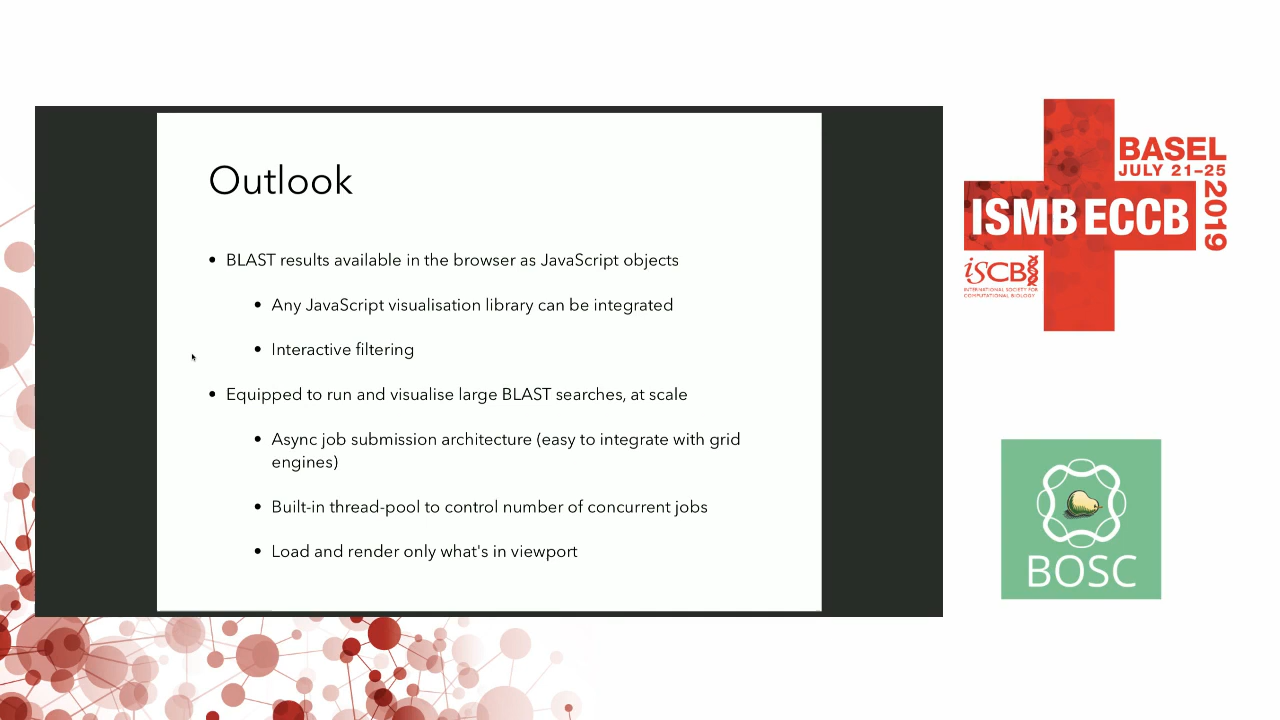 Outlook
• BLAST results available in the browser as JavaScript objects
• Any JavaScript visualisation library can be integrated
• Interactive filtering
• Equipped to run and visualise large BLAST searches, at scale
• Async job submission architecture (easy to integrate with grid
engines)
• Built-in thread-pool to control number of concurrent jobs
• Load and render only what's in viewport
BASEL
JULY 21–25
2019
ISMB ECCB
iSCB
INTERNATIONAL SOCIETY FOR
COMPUTATIONAL BIOLOGY
BOSC